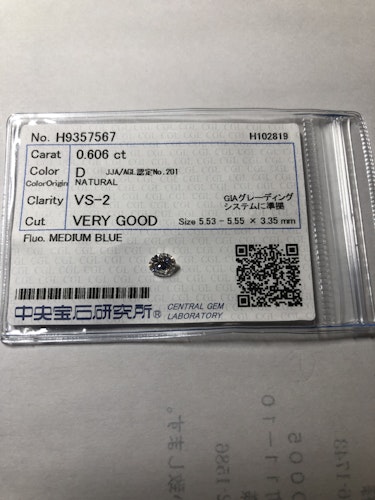 No. H9357567 H102819
Carat 0.606 ct
Color D JJA/AGL認定No.201
ColorOrigin NATURAL
Clarity VS-2 GIAグレーディング
システムに準拠
Cut VERY GOOD Size 5.53 - 5.55 × 3.35 mm
Fluo. MEDIUM BLUE
中央宝石研究所® CENTRAL GEM
LABORATORY